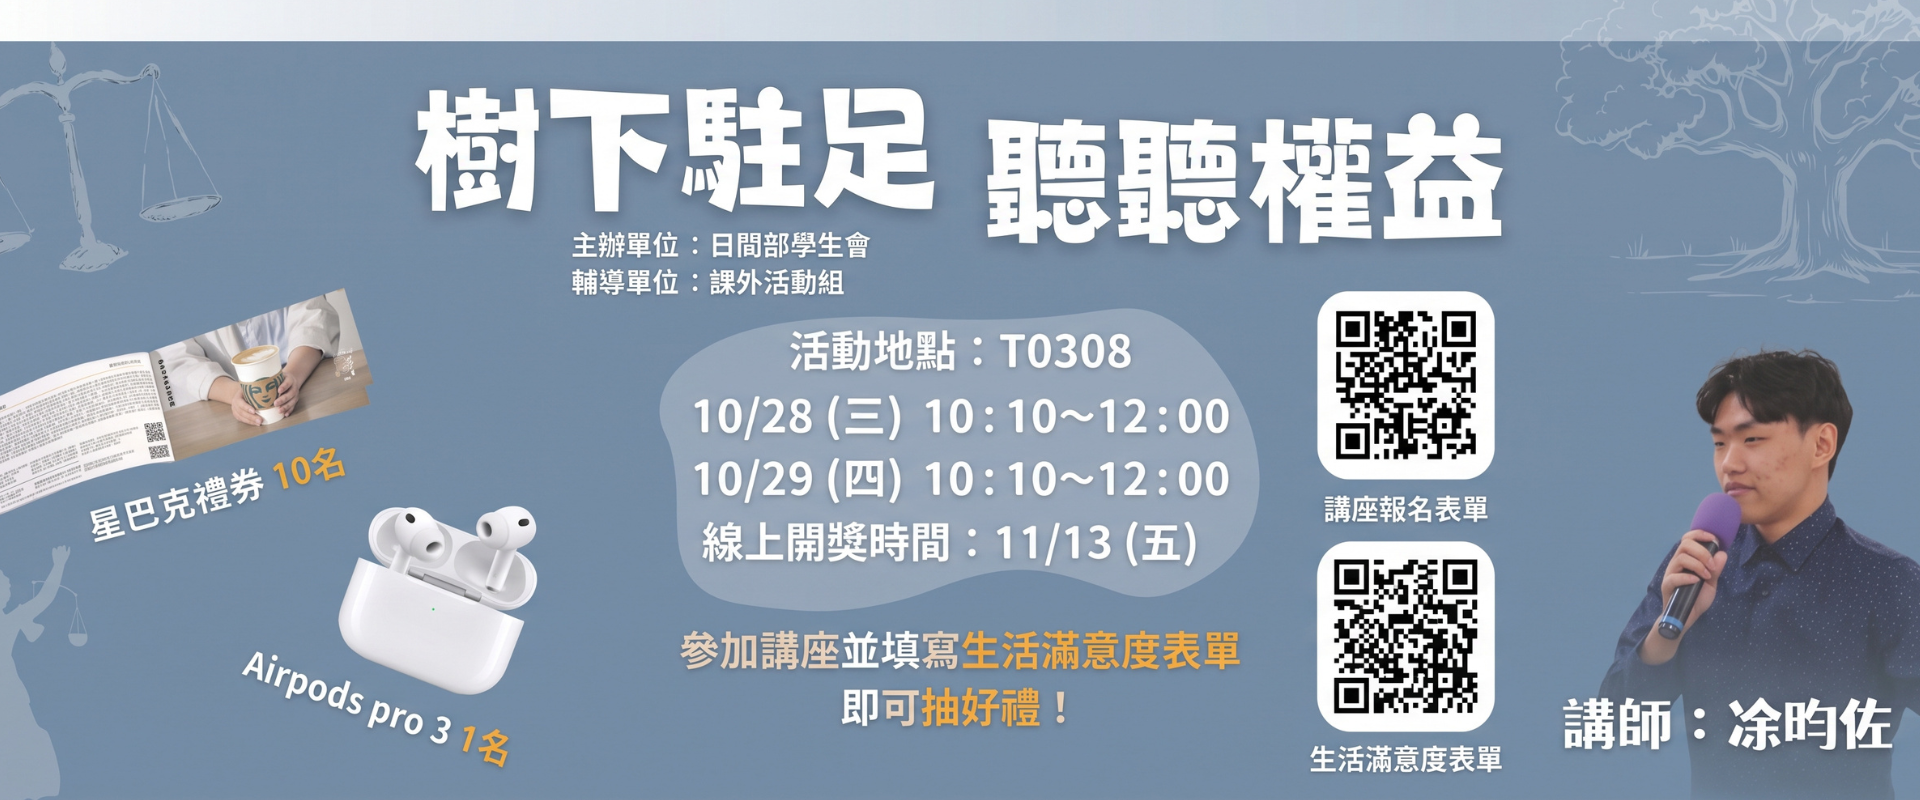 樹下駐足 聽聽權益
主辦單位：日間部學生會
輔導單位：課外活動組
活動地點：T0308
10/28 (三) 10：10～12：00
10/29 (四) 10：10～12：00
線上開獎時間：11/13 (五)
參加講座並填寫生活滿意度表單
即可抽好禮！
星巴克禮券 10名
Airpods pro 3 1名
講座報名表單
生活滿意度表單
講師：凃昀佐